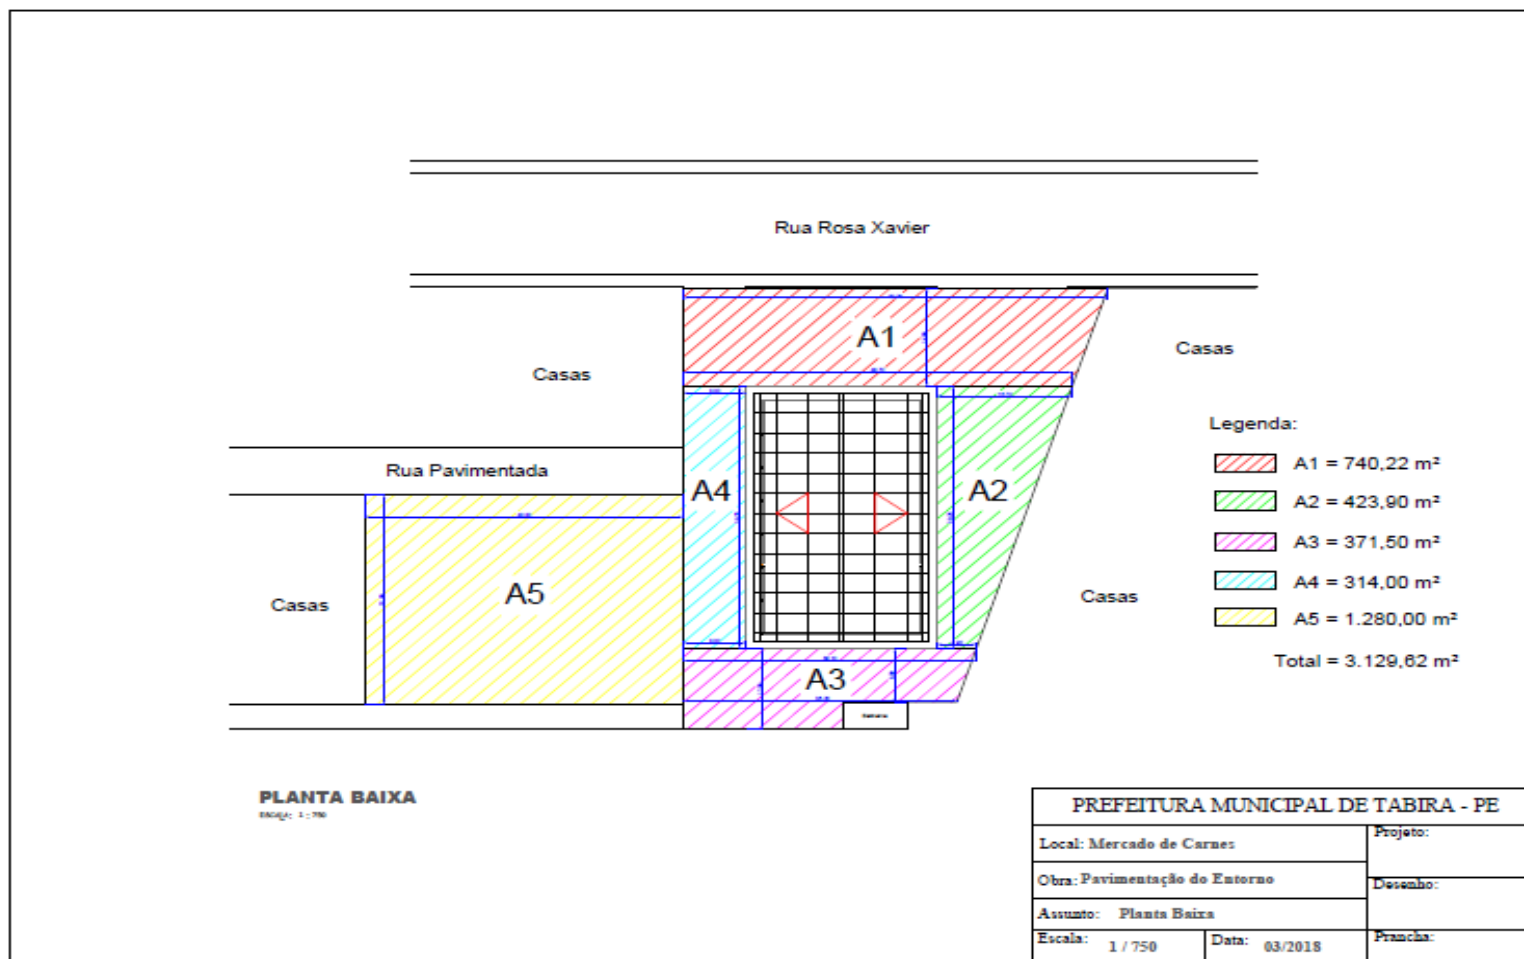 Rua Rosa Xavier
A1
Casas
Casas
Legenda:
A1 = 740,22 m²
A2 = 423,90 m²
A3 = 371,50 m²
A4 = 314,00 m²
A5 = 1.280,00 m²
Total = 3.129,62 m²
Rua Pavimentada
A4
A2
A5
Casas
Casas
A3
PLANTA BAIXA
ESCALA: 1 : 750
PREFEITURA MUNICIPAL DE TABIRA - PE
Local: Mercado de Carnes
Projeto:
Obra: Pavimentação do Entorno
Desenho:
Assunto: Planta Baixa
Escala: 1 / 750
Data: 03/2018
Prancha: